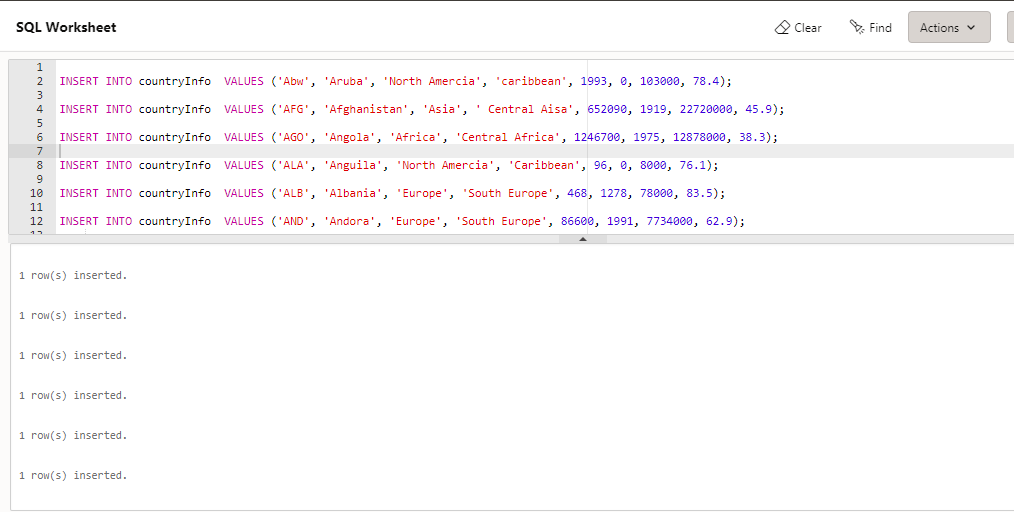 SQL Worksheet Clear Find Actions
1
2 INSERT INTO countryInfo VALUES ('Abw', 'Aruba', 'North Amercia', 'caribbean', 1993, 0, 103000, 78.4);
3
4 INSERT INTO countryInfo VALUES ('AFG', 'Afghanistan', 'Asia', ' Central Aisa', 652090, 1919, 22720000, 45.9);
5
6 INSERT INTO countryInfo VALUES ('AGO', 'Angola', 'Africa', 'Central Africa', 1246700, 1975, 12878000, 38.3);
7
8 INSERT INTO countryInfo VALUES ('ALA', 'Anguila', 'North Amercia', 'Caribbean', 96, 0, 8000, 76.1);
9
10 INSERT INTO countryInfo VALUES ('ALB', 'Albania', 'Europe', 'South Europe', 468, 1278, 78000, 83.5);
11
12 INSERT INTO countryInfo VALUES ('AND', 'Andora', 'Europe', 'South Europe', 86600, 1991, 7734000, 62.9);
1 row(s) inserted.
1 row(s) inserted.
1 row(s) inserted.
1 row(s) inserted.
1 row(s) inserted.
1 row(s) inserted.